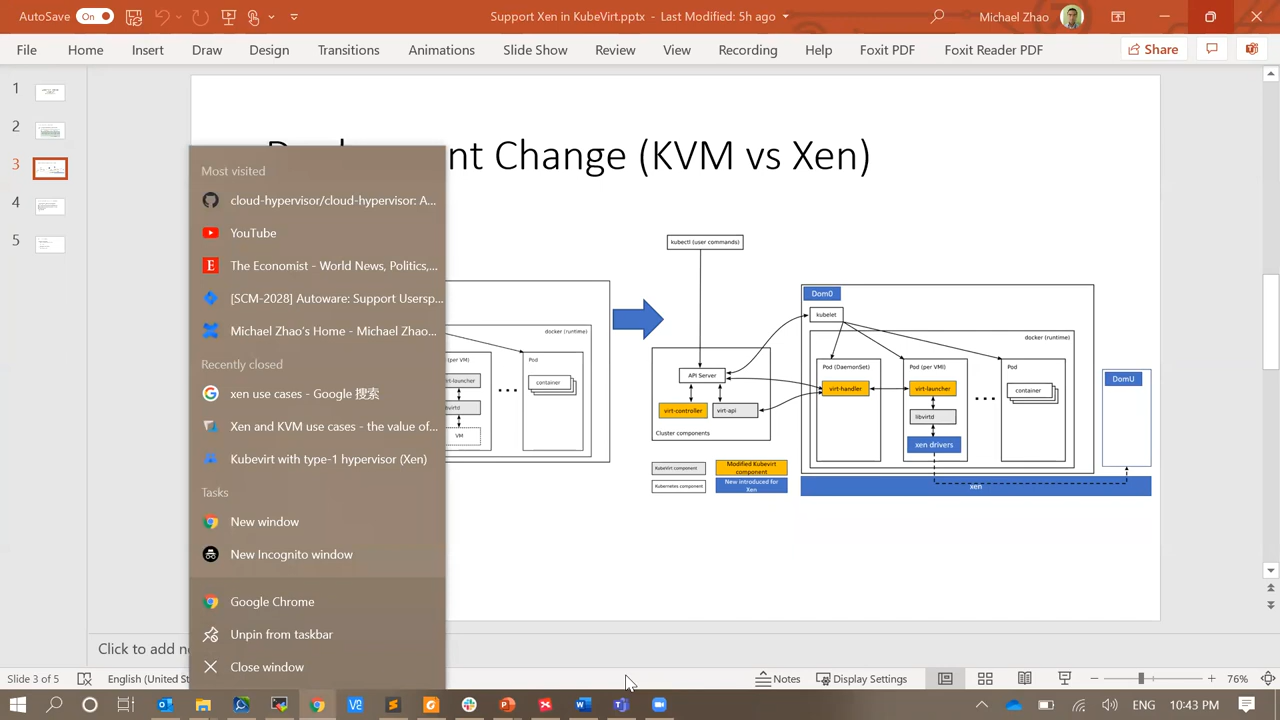 AutoSave On
Support Xen in KubeVirt.pptx - Last Modified: 5h ago
Michael Zhao
File Home Insert Draw Design Transitions Animations Slide Show Review View Recording Help Foxit PDF Foxit Reader PDF Share
1
2
3
4
5
nt Change (KVM vs Xen)
Most visited
cloud-hypervisor/cloud-hypervisor: A...
YouTube
The Economist - World News, Politics,...
[SCM-2028] Autoware: Support Usersp...
Michael Zhao's Home - Michael Zhao...
Recently closed
xen use cases - Google 搜索
Xen and KVM use cases - the value of...
Kubevirt with type-1 hypervisor (Xen)
Tasks
New window
New Incognito window
Google Chrome
Unpin from taskbar
Close window
docker (runtime)
(per VM)
Pod
virt-launcher
container
libvirtd
VM
kubectl (user commands)
API Server
virt-controller
virt-api
Cluster components
KubeVirt component
Modified Kubevirt component
Kubernetes component
New introduced for Xen
Dom0
kubelet
docker (runtime)
Pod (DaemonSet)
Pod (per VMI)
Pod
virt-handler
virt-launcher
container
libvirtd
xen drivers
DomU
xen
Click to add n
Slide 3 of 5
English (United St
Notes
Display Settings
76%
ENG
10:43 PM